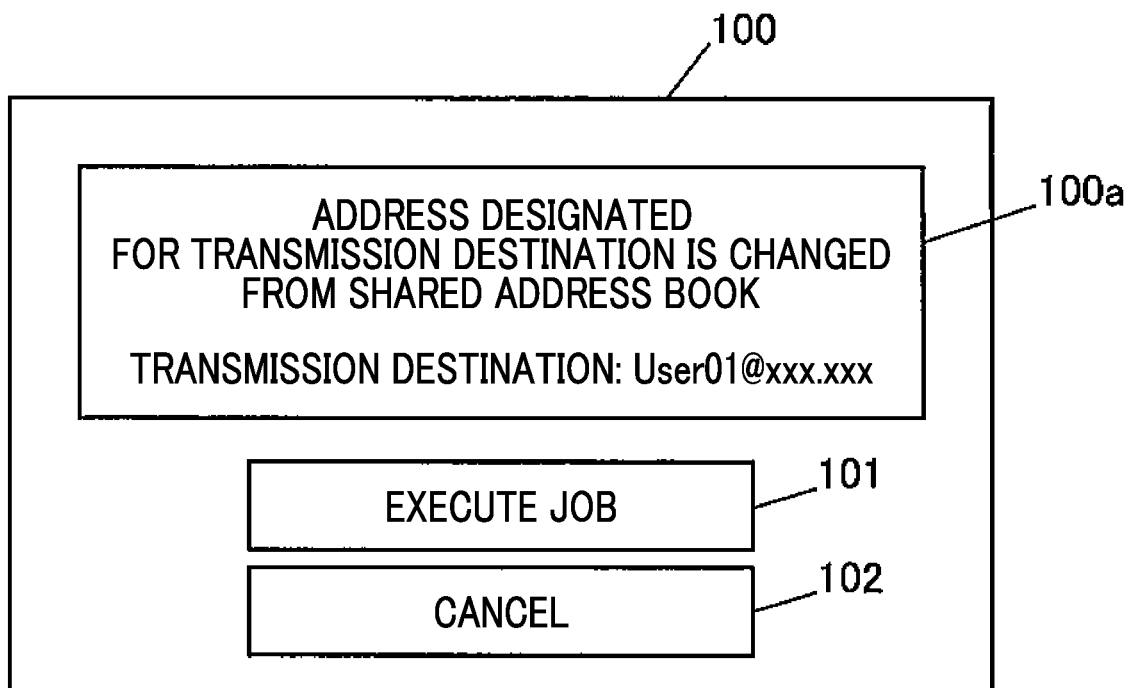 100
100a
ADDRESS DESIGNATED
FOR TRANSMISSION DESTINATION IS CHANGED
FROM SHARED ADDRESS BOOK
TRANSMISSION DESTINATION: User01@xxx.xxx
101
EXECUTE JOB
102
CANCEL